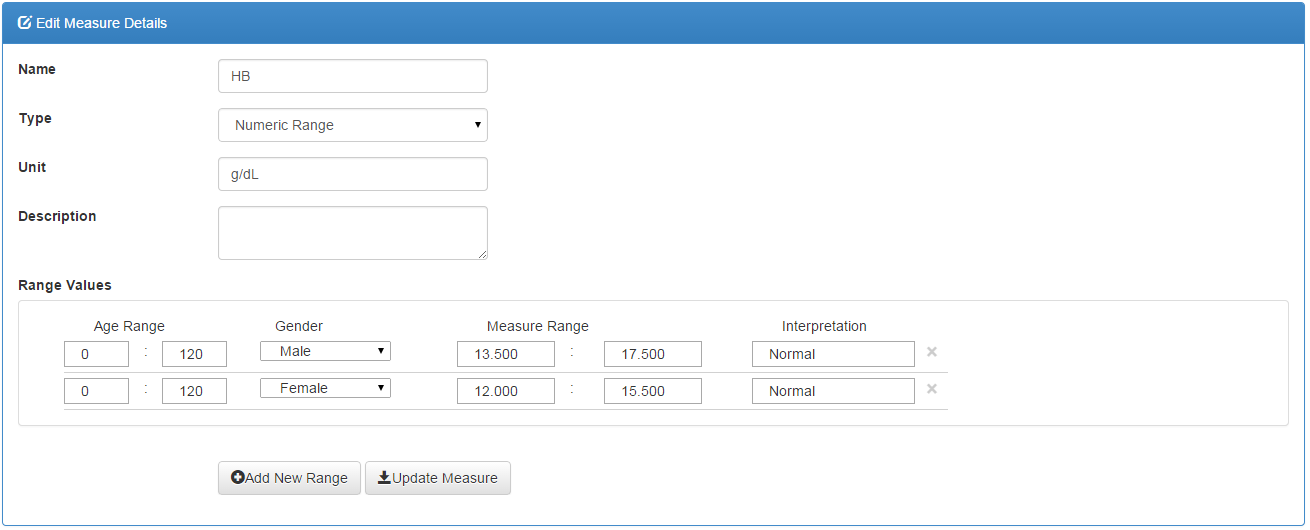 Edit Measure Details
Name
HB
Type
Numeric Range
Unit
g/dL
Description
Range Values
Age Range Gender Measure Range Interpretation
0 : 120 Male 13.500 : 17.500 Normal ×
0 : 120 Female 12.000 : 15.500 Normal ×
Add New Range Update Measure